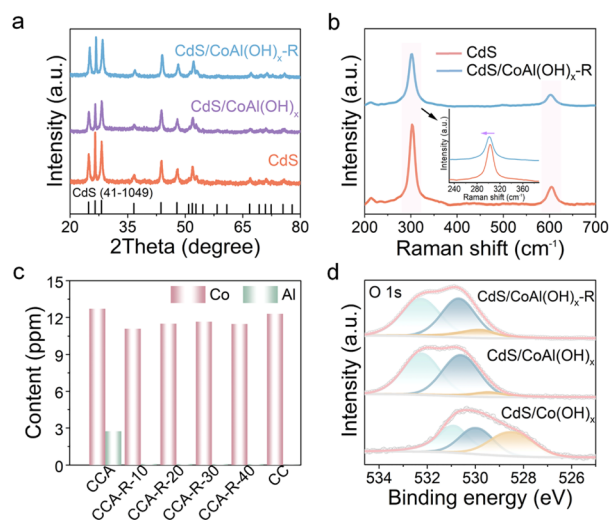 a
Intensity (a.u.)
CdS/CoAl(OH)ₓ-R
CdS/CoAl(OH)ₓ
CdS
CdS (41-1049)
20 30 40 50 60 70 80
2Theta (degree)
b
Intensity (a.u.)
CdS
CdS/CoAl(OH)ₓ-R
Intensity (a.u.)
240 300 360
Raman shift (cm⁻¹)
200 300 400 500 600 700
Raman shift (cm⁻¹)
c
Content (ppm)
Co Al
15
12
9
6
3
0
CCA CCA-R-10 CCA-R-20 CCA-R-30 CCA-R-40 CC
d
Intensity (a.u.)
O 1s
CdS/CoAl(OH)ₓ-R
CdS/CoAl(OH)ₓ
CdS/Co(OH)ₓ
534 532 530 528 526
Binding energy (eV)